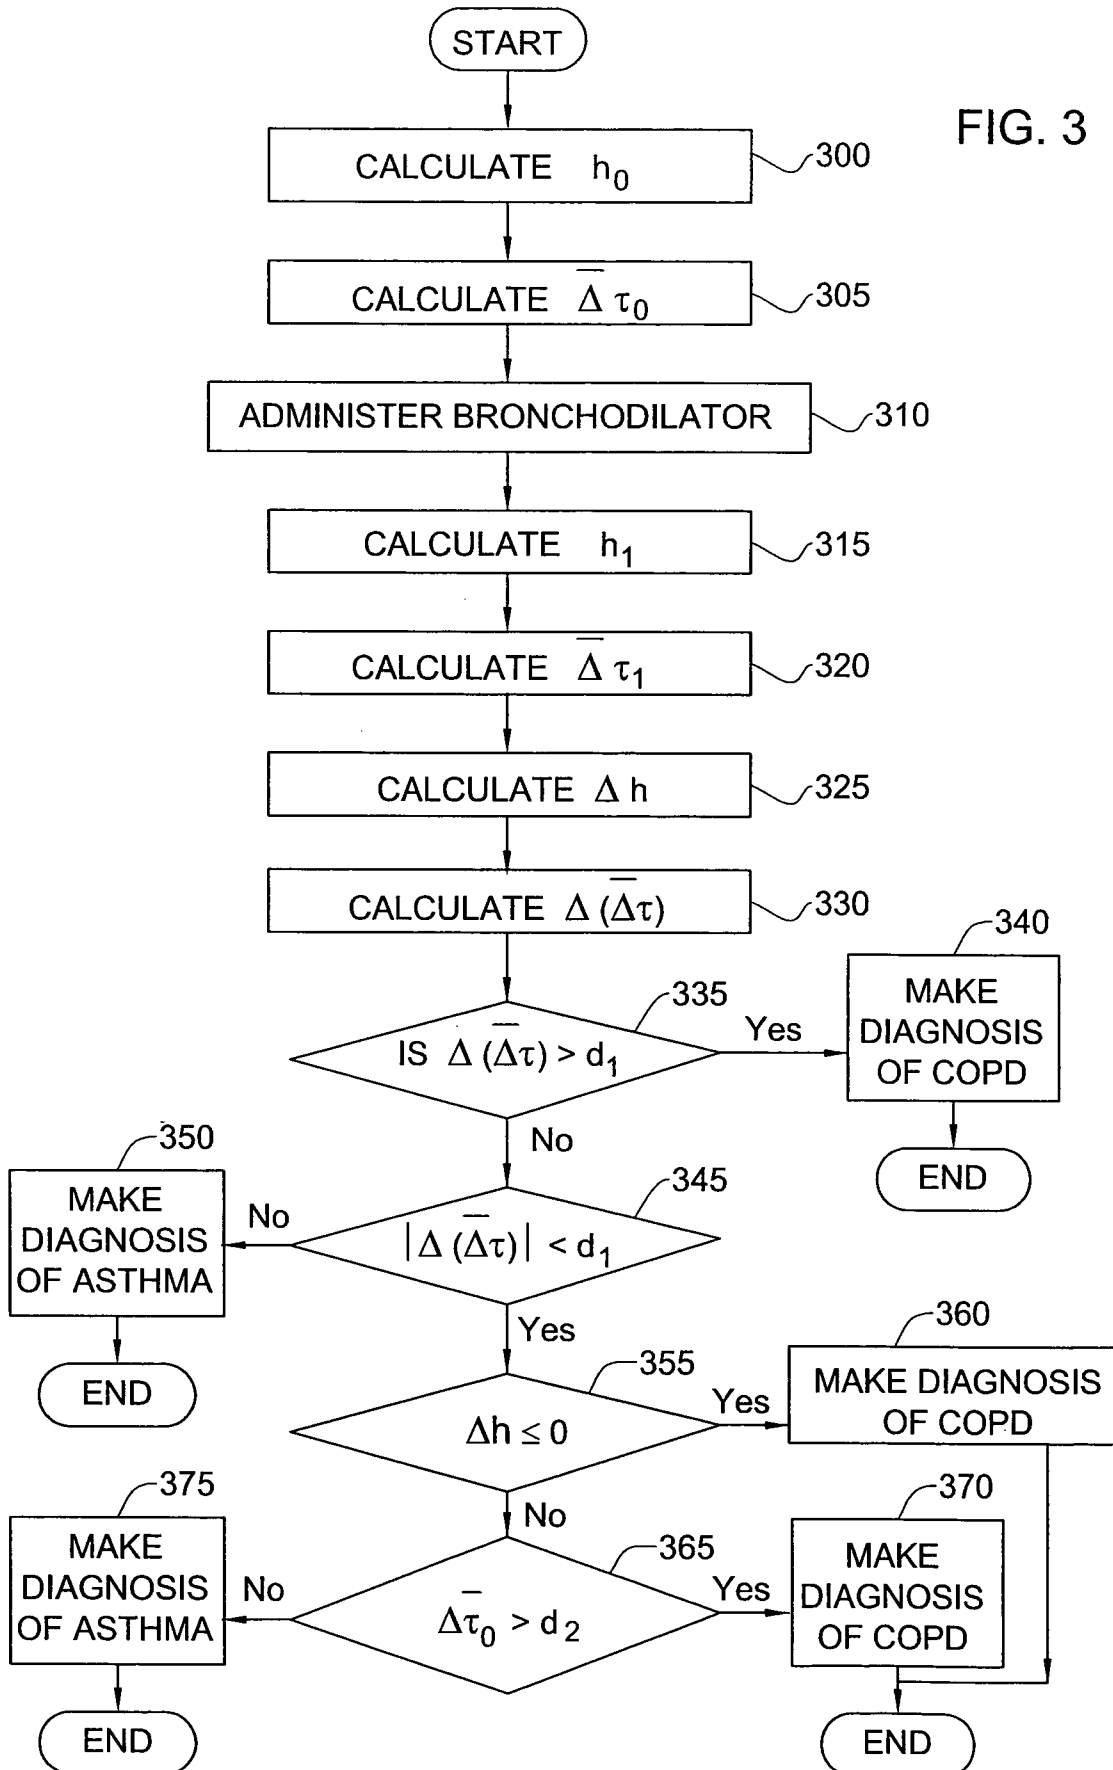 START
FIG. 3
CALCULATE h₀
300
CALCULATE Δ̅ τ₀
305
ADMINISTER BRONCHODILATOR
310
CALCULATE h₁
315
CALCULATE Δ̅ τ₁
320
CALCULATE Δ h
325
CALCULATE Δ (Δ̅τ)
330
335
IS Δ (Δ̅τ) > d₁
Yes
340
MAKE
DIAGNOSIS
OF COPD
END
No
345
|Δ (Δ̅τ)| < d₁
No
350
MAKE
DIAGNOSIS
OF ASTHMA
END
Yes
355
Δh ≤ 0
Yes
360
MAKE DIAGNOSIS
OF COPD
No
365
Δτ̅₀ > d₂
Yes
370
MAKE
DIAGNOSIS
OF COPD
END
No
375
MAKE
DIAGNOSIS
OF ASTHMA
END